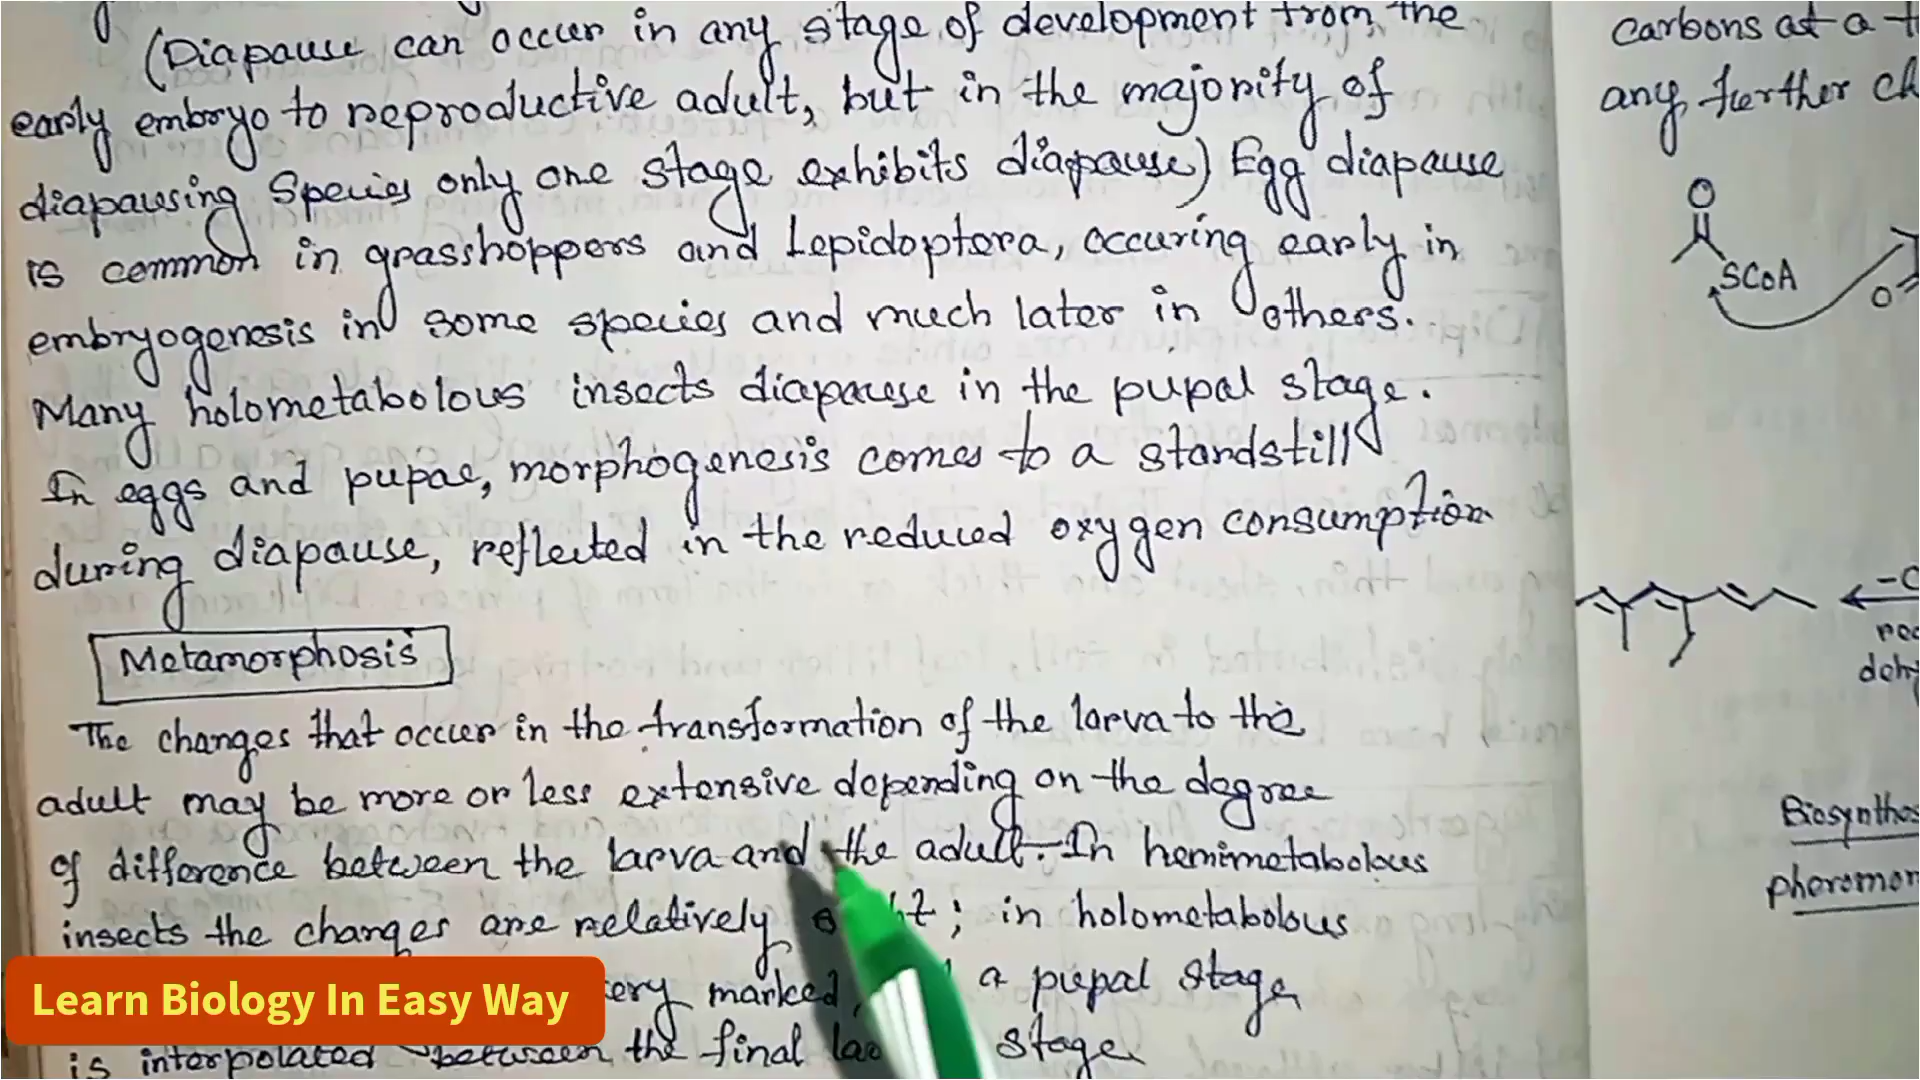 (Diapause can occur in any stage of development from the
early embryo to reproductive adult, but in the majority of
diapausing Species only one stage exhibits diapause) Egg diapause
is common in grasshoppers and Lepidoptera, occuring early in
embryogenesis in some species and much later in others.
Many holometabolous insects diapause in the pupal stage.
In eggs and pupae, morphogenesis comes to a standstill
during diapause, reflected in the reduced oxygen consumption
Metamorphosis
The changes that occur in the transformation of the larva to the
adult may be more or less extensive depending on the degree
of difference between the larva and the adult. In hemimetabolous
insects the changes are relatively ; in holometabolous
marked, a pupal stage
is interpolated between the final stage
Learn Biology In Easy Way
carbons at a
any further
O
SCoA
O
Biosynthes
pheromon